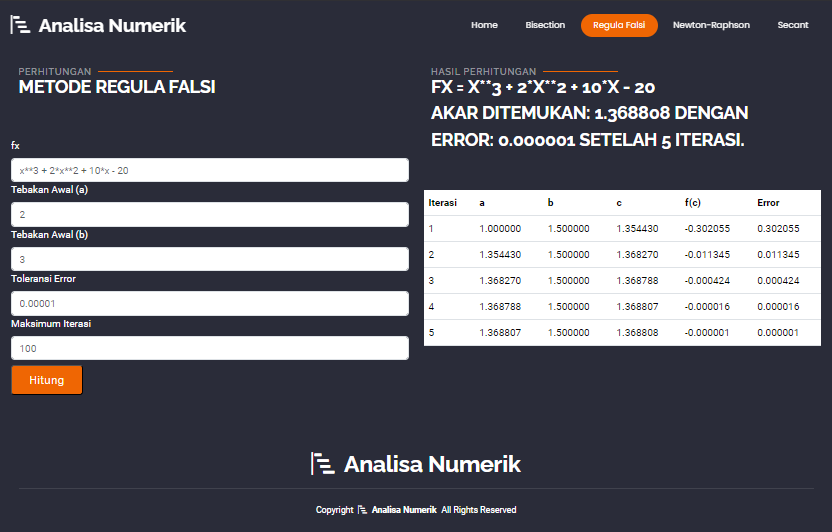 Analisa Numerik
Home Bisection Regula Falsi Newton-Raphson Secant
PERHITUNGAN
METODE REGULA FALSI
fx
x**3 + 2*x**2 + 10*x - 20
Tebakan Awal (a)
2
Tebakan Awal (b)
3
Toleransi Error
0.00001
Maksimum Iterasi
100
Hitung
HASIL PERHITUNGAN
FX = X**3 + 2*X**2 + 10*X - 20
AKAR DITEMUKAN: 1.368808 DENGAN
ERROR: 0.000001 SETELAH 5 ITERASI.
Iterasi a b c f(c) Error
1 1.000000 1.500000 1.354430 -0.302055 0.302055
2 1.354430 1.500000 1.368270 -0.011345 0.011345
3 1.368270 1.500000 1.368788 -0.000424 0.000424
4 1.368788 1.500000 1.368807 -0.000016 0.000016
5 1.368807 1.500000 1.368808 -0.000001 0.000001
Analisa Numerik
Copyright Analisa Numerik All Rights Reserved